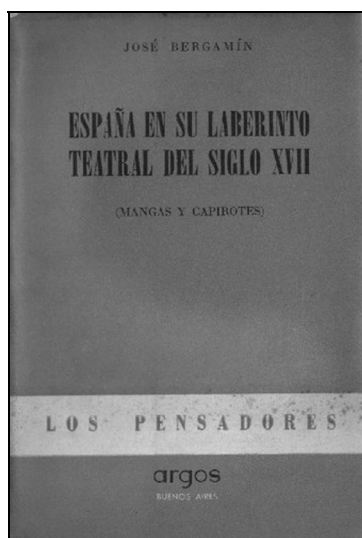 JOSÉ BERGAMÍN
ESPAÑA EN SU LABERINTO
TEATRAL DEL SIGLO XVII
(MANGAS Y CAPIROTES)
LOS PENSADORES
argos
BUENOS AIRES